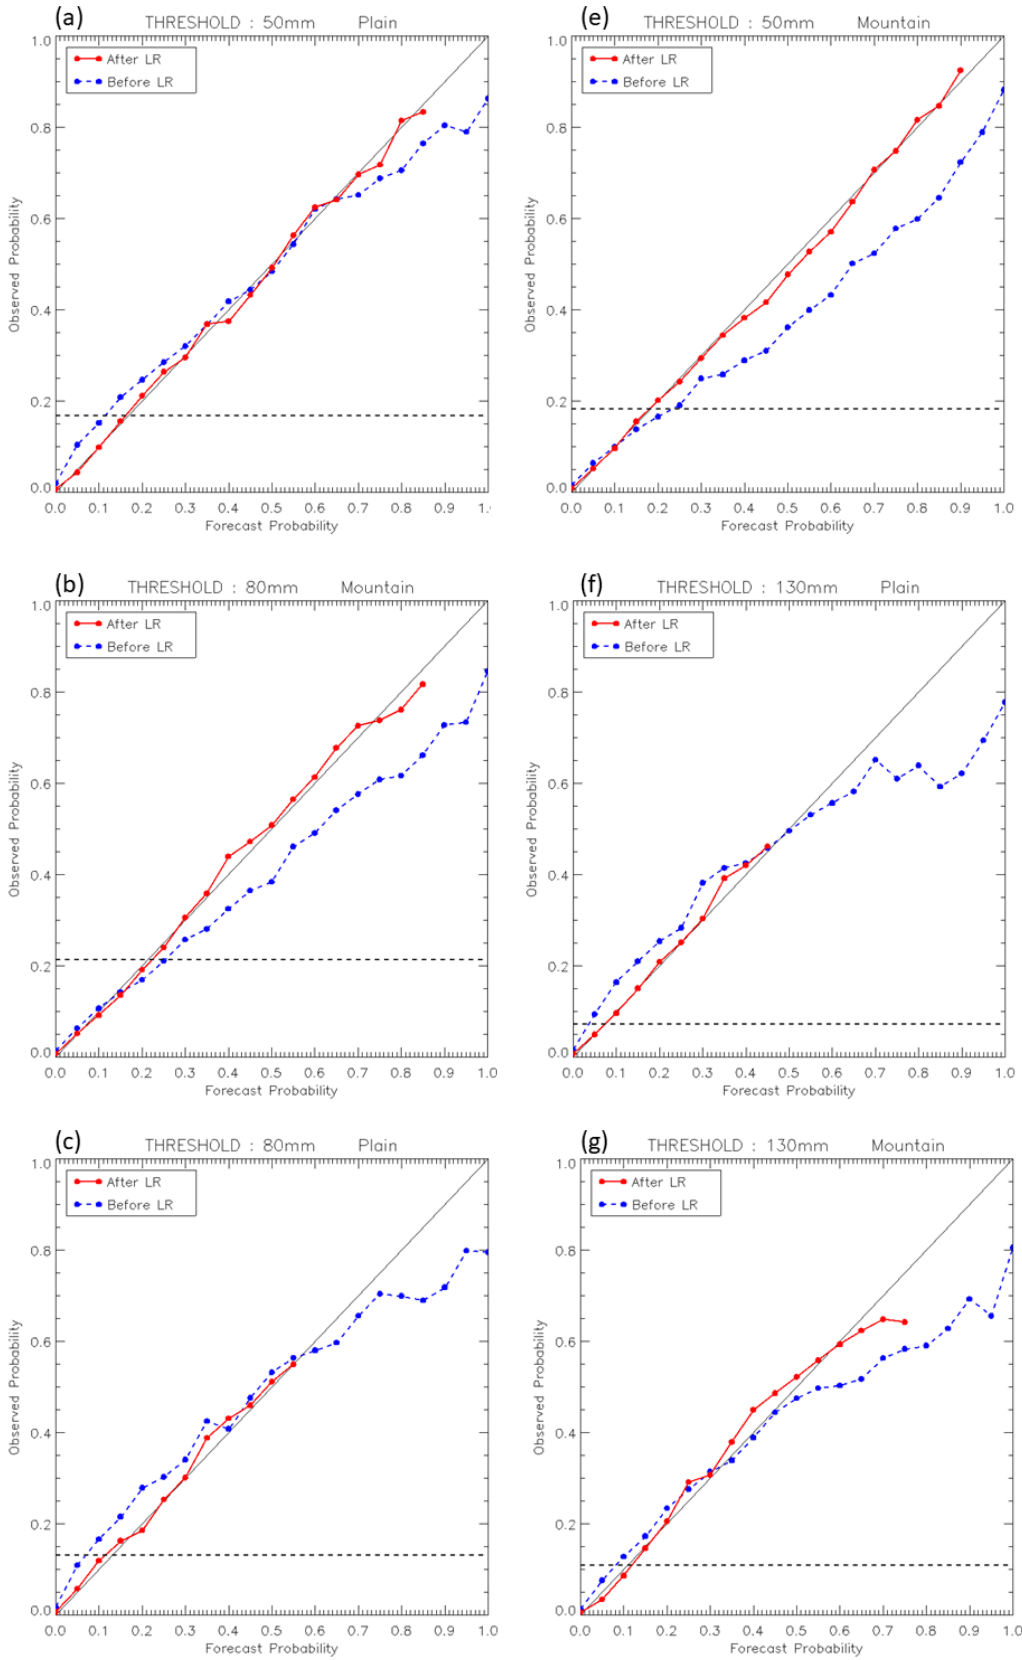 (a)
THRESHOLD : 50mm Plain
After LR
Before LR
1.0
0.8
0.6
0.4
0.2
0.0
Observed Probability
0.0 0.1 0.2 0.3 0.4 0.5 0.6 0.7 0.8 0.9 1.
Forecast Probability
(e)
THRESHOLD : 50mm Mountain
After LR
Before LR
1.0
0.8
0.6
0.4
0.2
0.0
Observed Probability
0.0 0.1 0.2 0.3 0.4 0.5 0.6 0.7 0.8 0.9 1.0
Forecast Probability
(b)
THRESHOLD : 80mm Mountain
After LR
Before LR
1.0
0.8
0.6
0.4
0.2
0.0
Observed Probability
0.0 0.1 0.2 0.3 0.4 0.5 0.6 0.7 0.8 0.9 1.0
Forecast Probability
(f)
THRESHOLD : 130mm Plain
After LR
Before LR
1.0
0.8
0.6
0.4
0.2
0.0
Observed Probability
0.0 0.1 0.2 0.3 0.4 0.5 0.6 0.7 0.8 0.9 1.0
Forecast Probability
(c)
THRESHOLD : 80mm Plain
After LR
Before LR
1.0
0.8
0.6
0.4
0.2
0.0
Observed Probability
0.0 0.1 0.2 0.3 0.4 0.5 0.6 0.7 0.8 0.9 1.0
Forecast Probability
(g)
THRESHOLD : 130mm Mountain
After LR
Before LR
1.0
0.8
0.6
0.4
0.2
0.0
Observed Probability
0.0 0.1 0.2 0.3 0.4 0.5 0.6 0.7 0.8 0.9 1.0
Forecast Probability